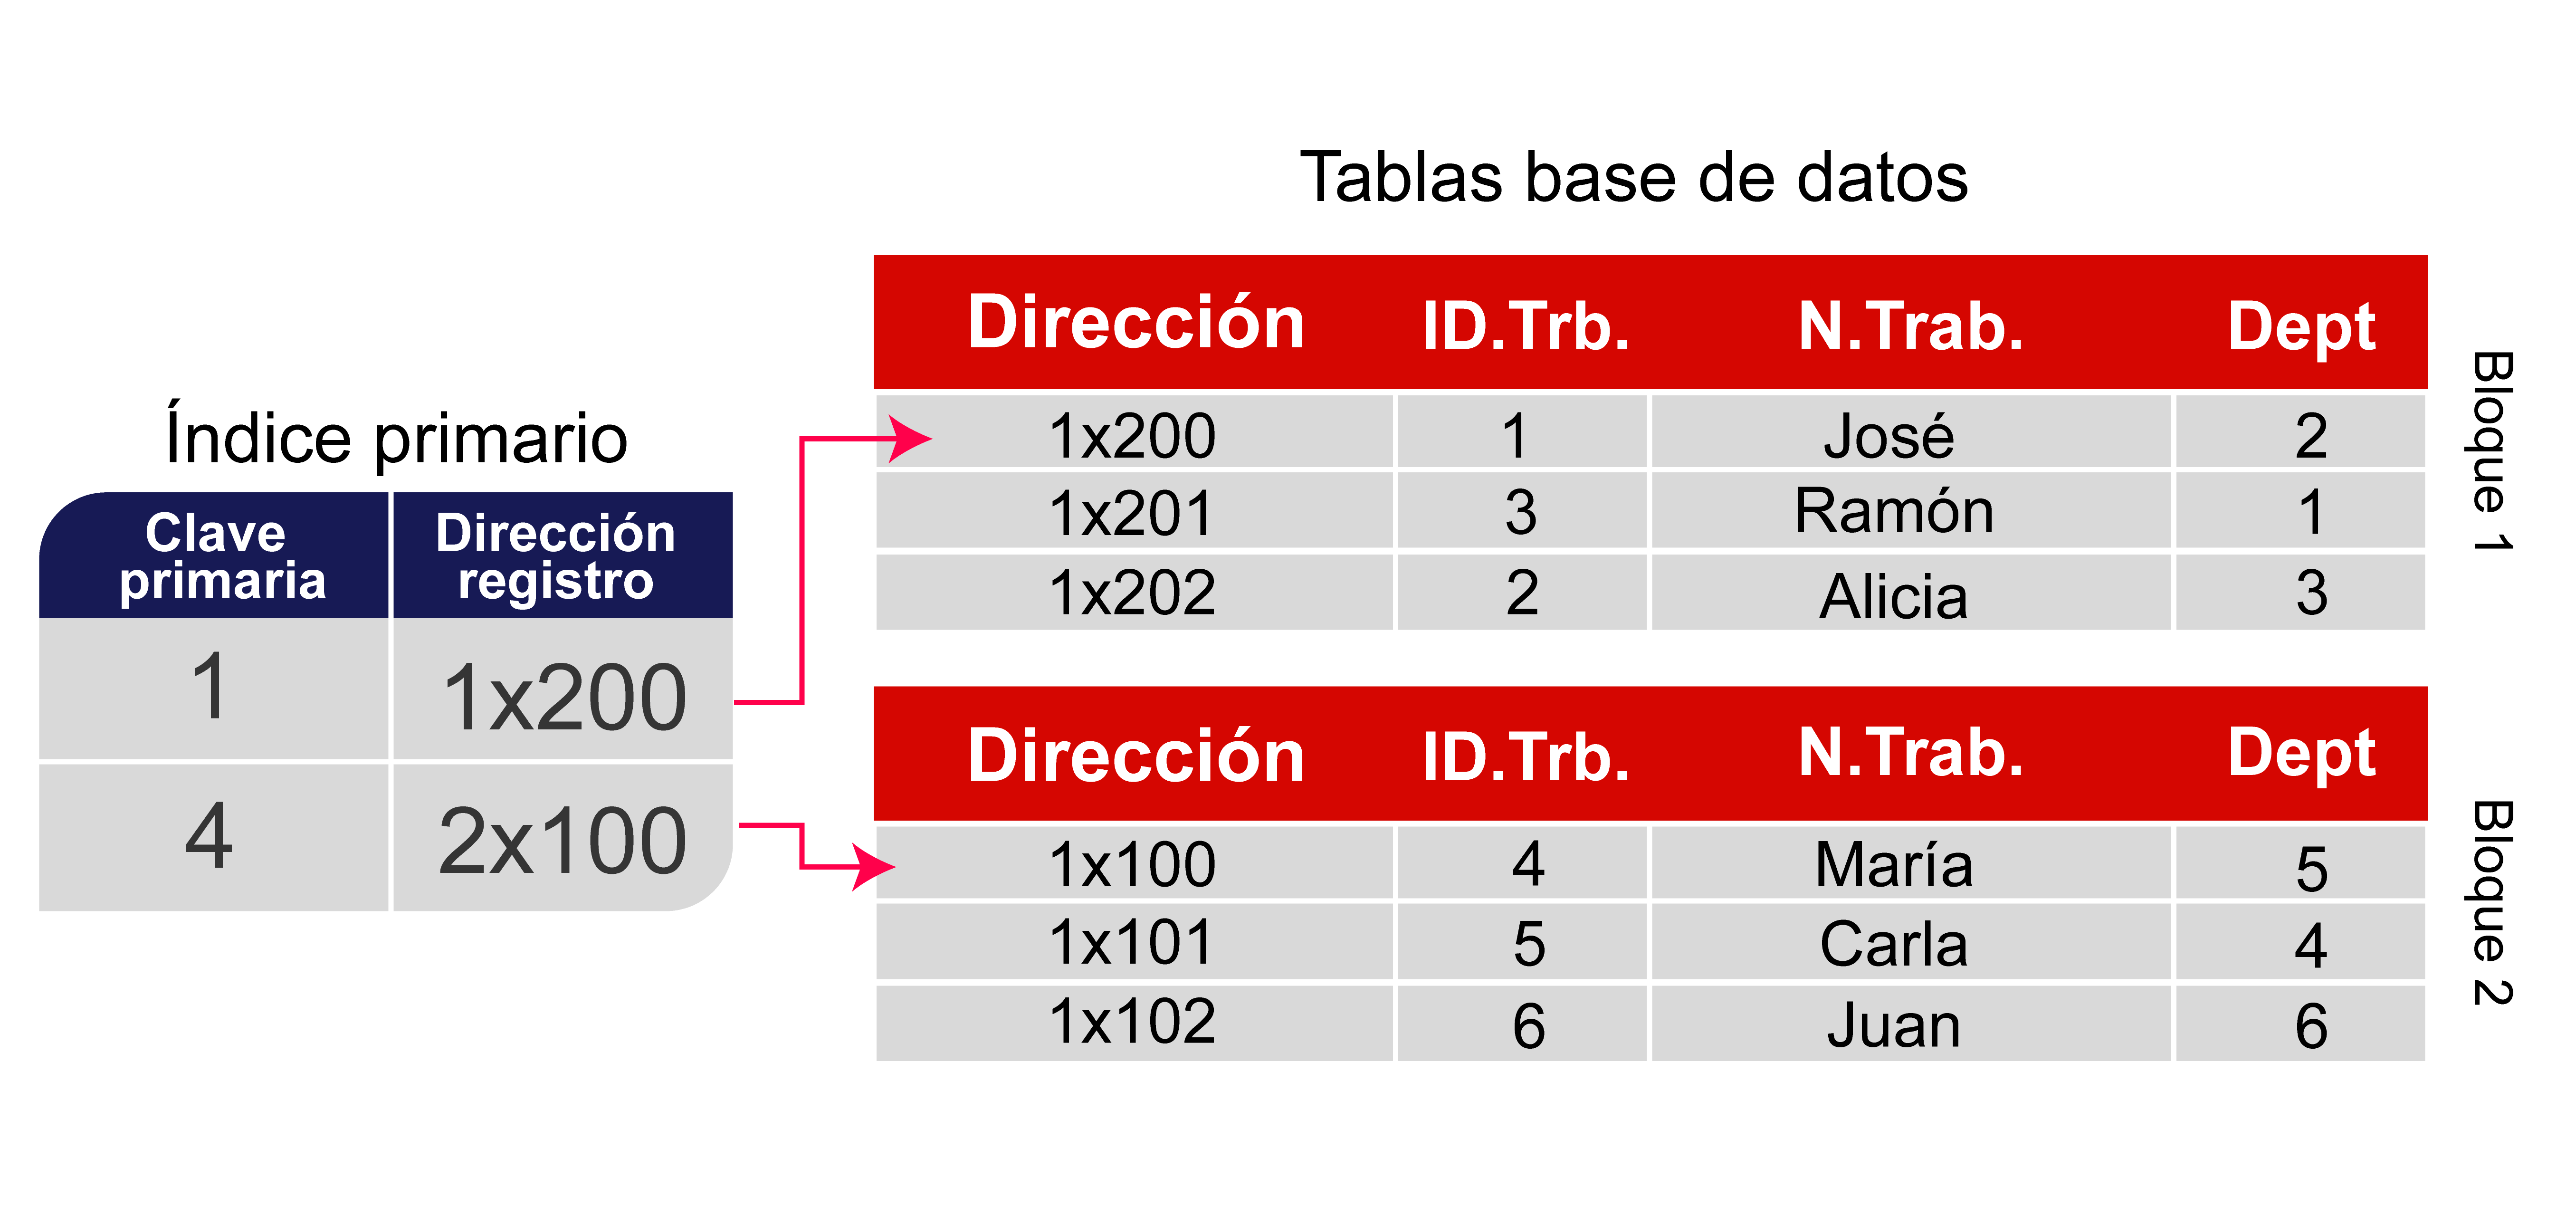 Tablas base de datos
Dirección ID.Trb. N.Trab. Dept
1x200 1 José 2
1x201 3 Ramón 1
1x202 2 Alicia 3
Bloque 1
Índice primario
Clave primaria Dirección registro
1 1x200
4 2x100
Dirección ID.Trb. N.Trab. Dept
1x100 4 María 5
1x101 5 Carla 4
1x102 6 Juan 6
Bloque 2